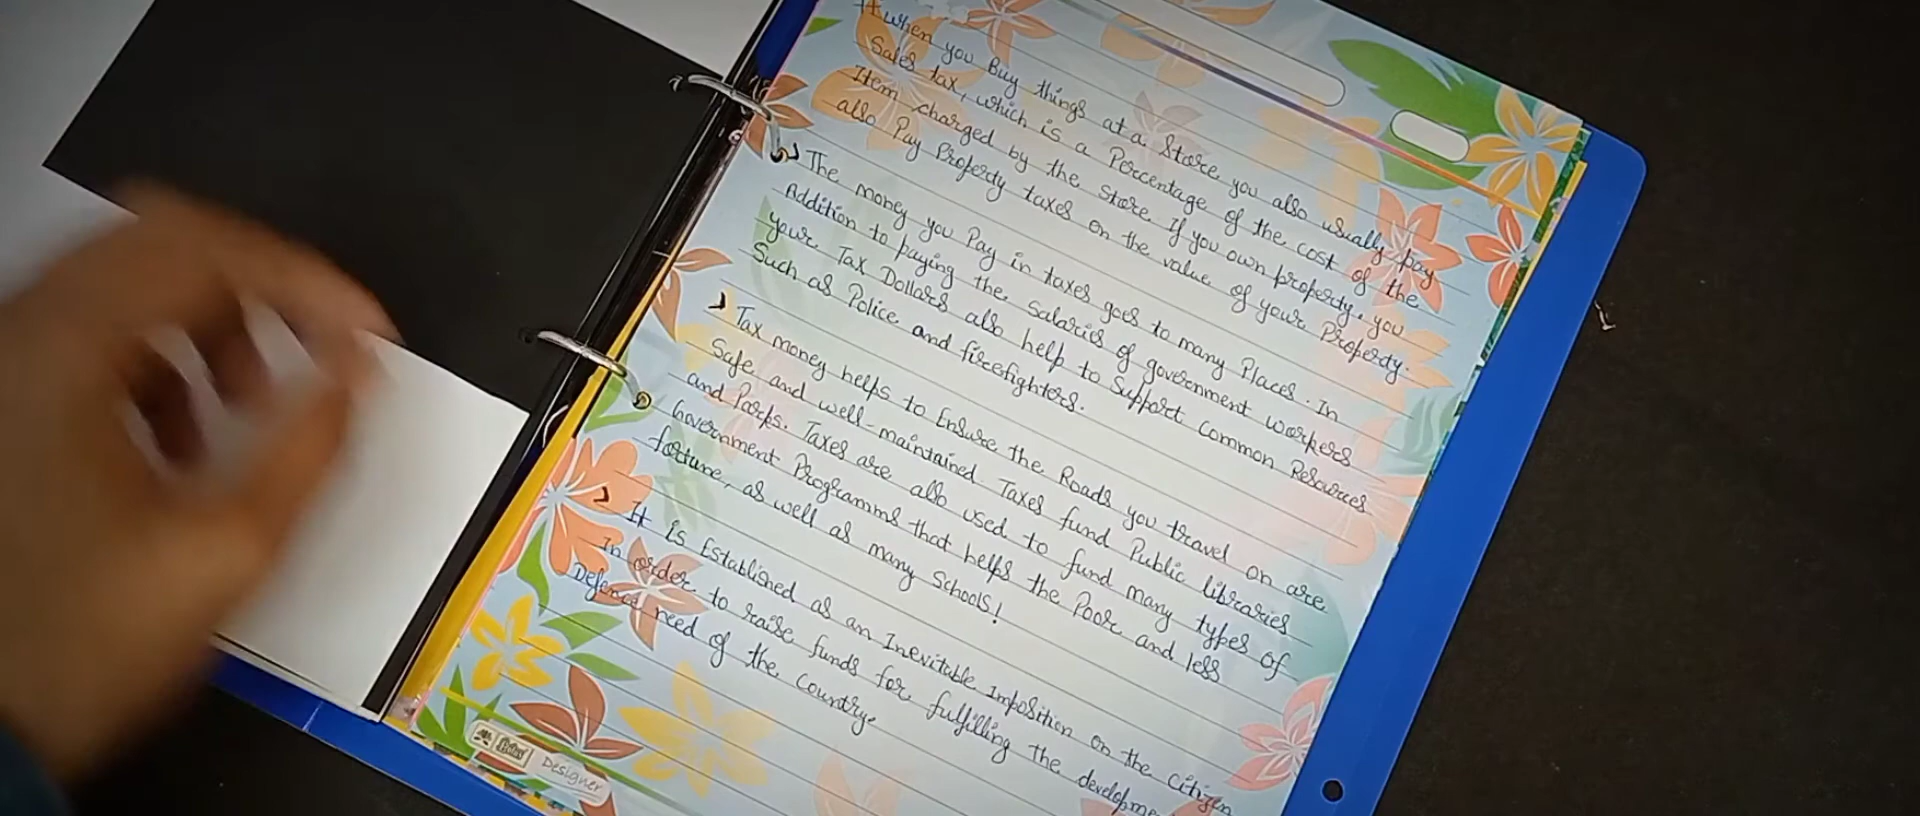 when you Buy things at a Store you also usually pay
Sales tax, which is a Percentage of the cost of the
Item charged by the store. If you own property, you
also Pay Property taxes on the value of your Property.
The money you Pay in taxes goes to many Places. In
Addition to paying the salaries of government workers
your Tax Dollars also help to Support common Resources
Such as Police and firefighters.
Tax money helps to Ensure the Roads you travel on are
Safe and well-maintained. Taxes fund Public libraries
and Parks. Taxes are also used to fund many types of
Government Programms that helps the Poor and less
fortune, as well as many Schools!
It is Established as an Inevitable Imposition on the citizen
In order to raise funds for fulfilling the developme
Defence need of the country.
Designer